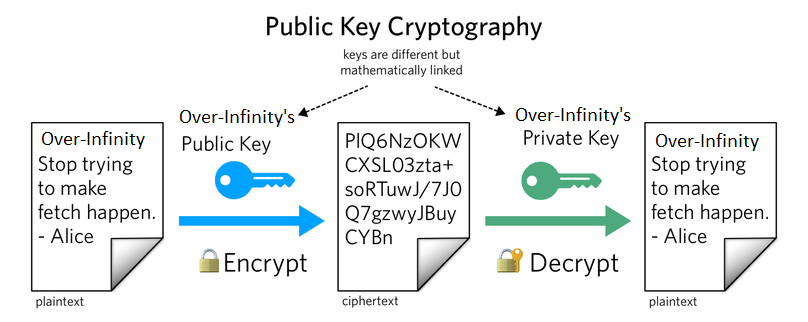 Public Key Cryptography
keys are different but
mathematically linked
Over-Infinity
Stop trying
to make
fetch happen.
- Alice
plaintext
Over-Infinity's
Public Key
Encrypt
PIQ6NzOKW
CXSL03zta+
soRTuwJ/7J0
Q7gzwyJBuy
CYBn
ciphertext
Over-Infinity's
Private Key
Decrypt
Over-Infinity
Stop trying
to make
fetch happen.
- Alice
plaintext